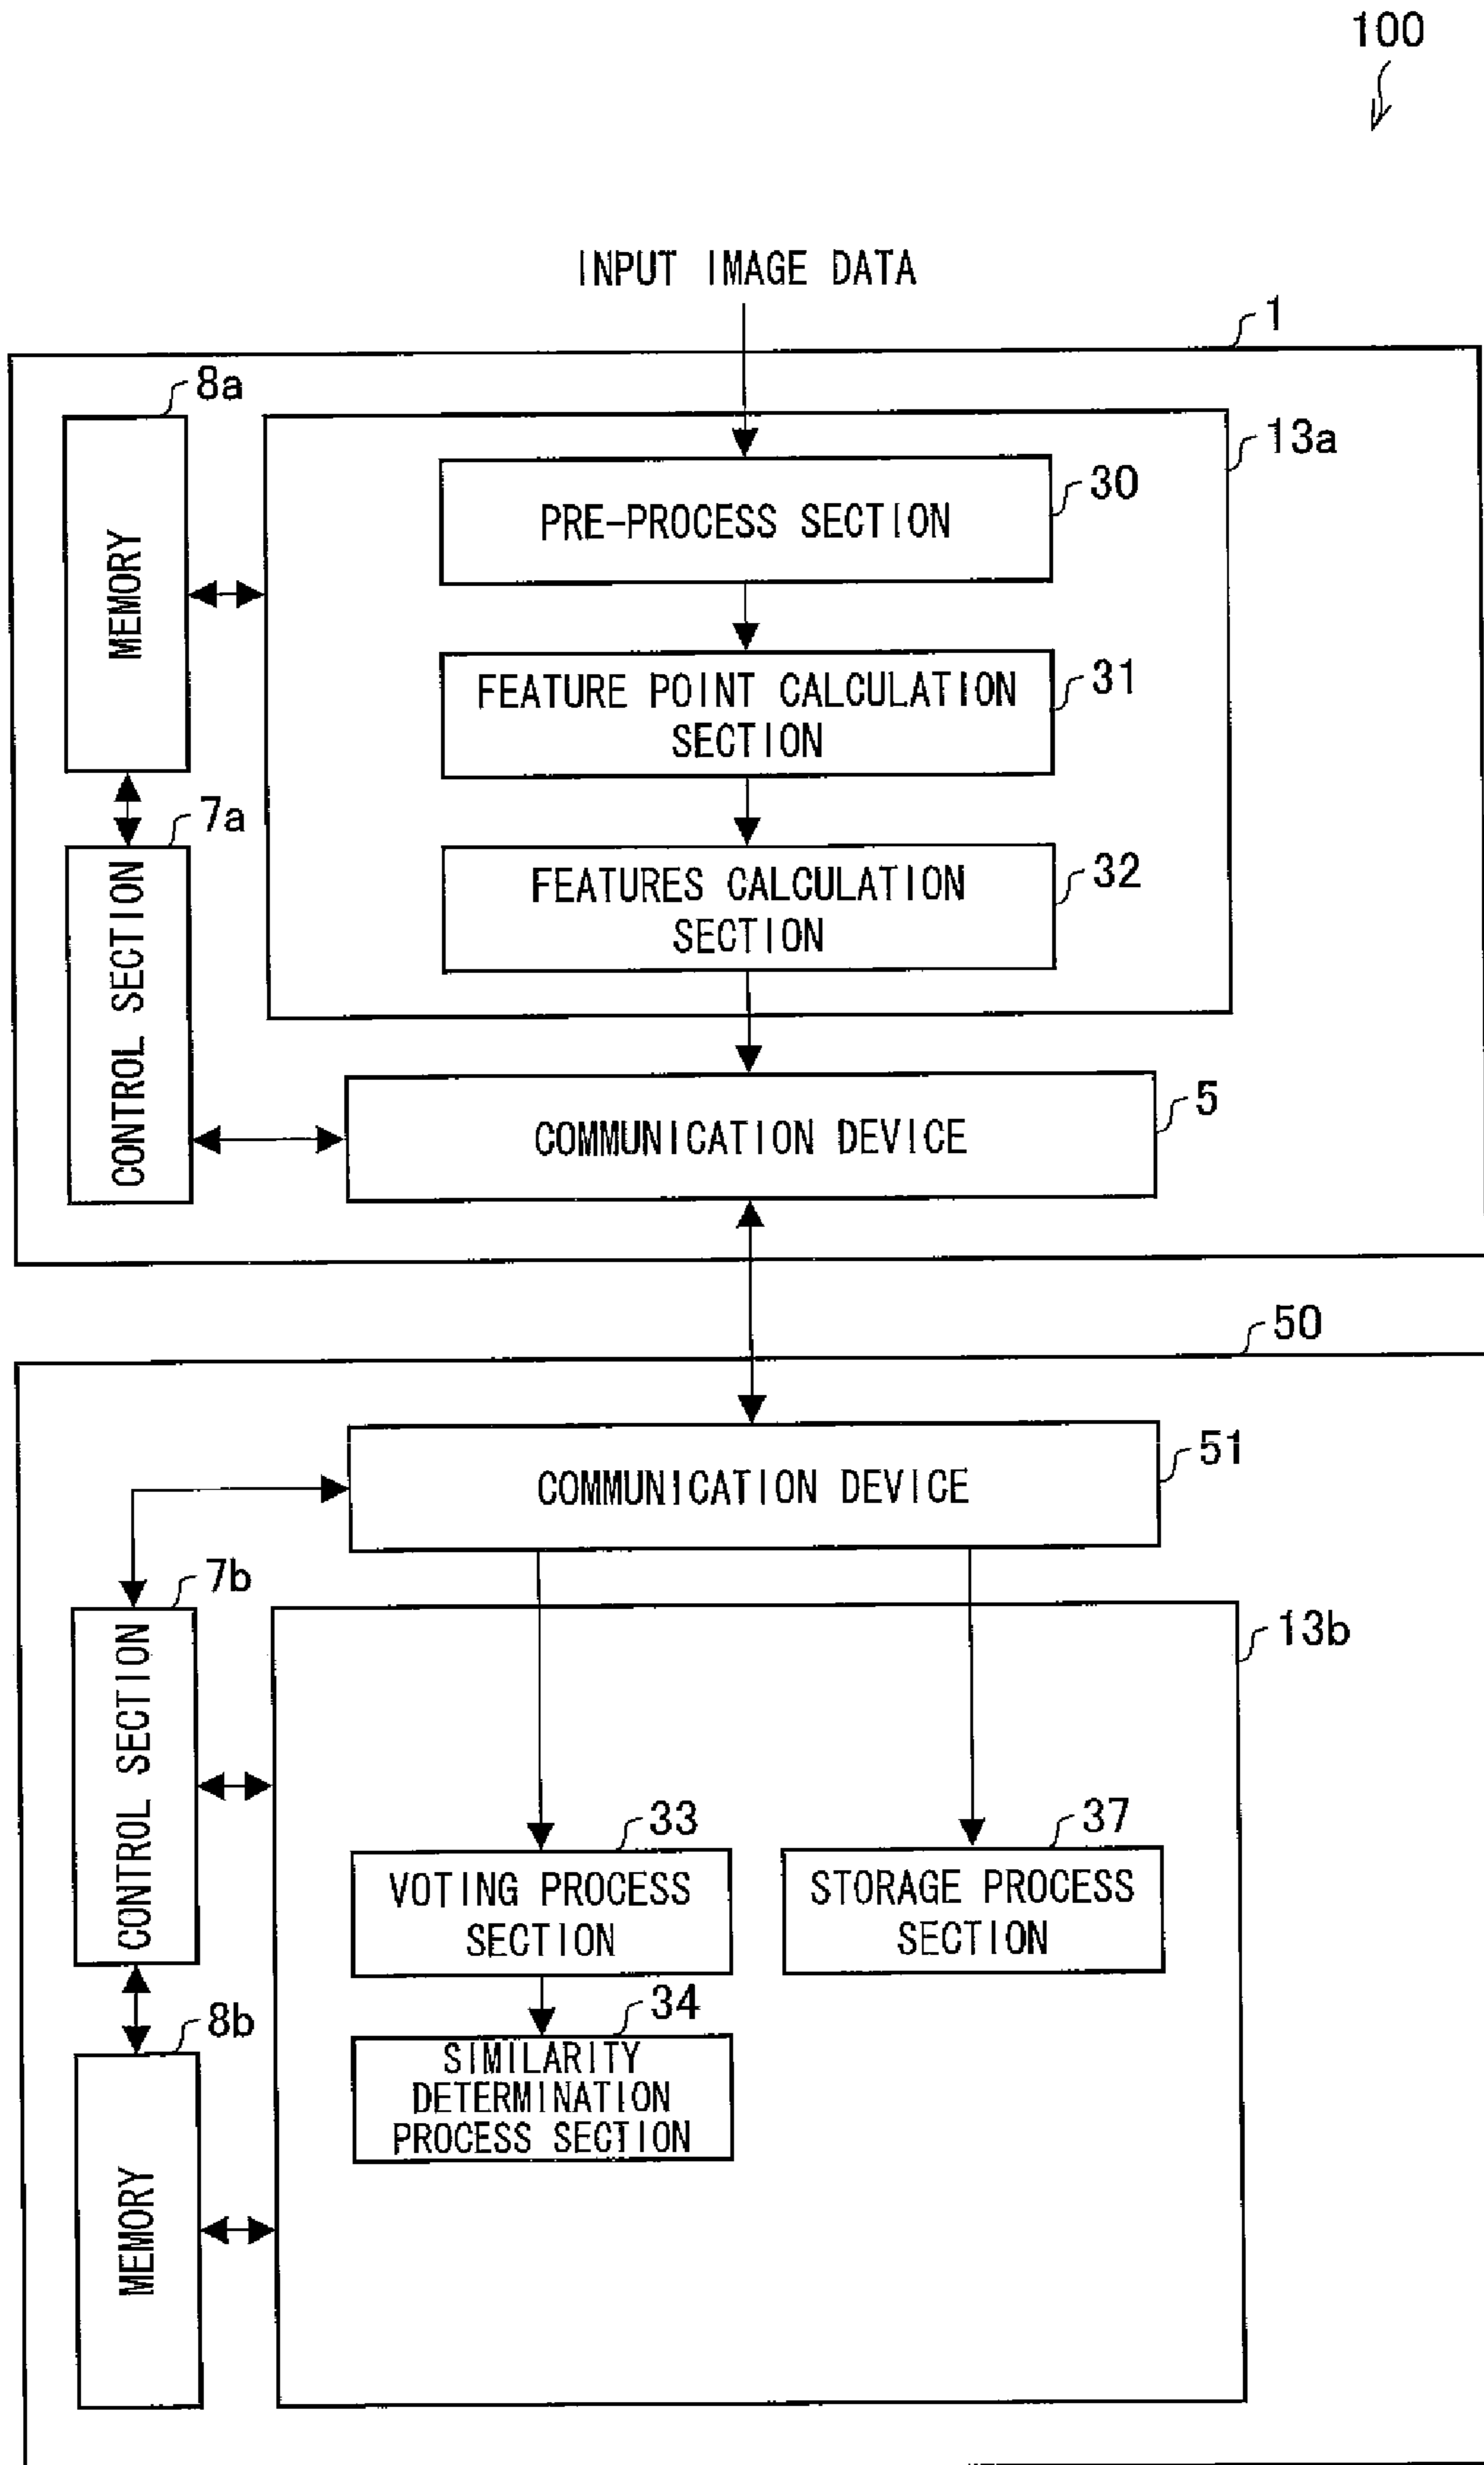 100
INPUT IMAGE DATA
1
8a
13a
MEMORY
PRE-PROCESS SECTION
30
FEATURE POINT CALCULATION
SECTION
31
7a
CONTROL SECTION
FEATURES CALCULATION
SECTION
32
COMMUNICATION DEVICE
5
50
COMMUNICATION DEVICE
51
7b
CONTROL SECTION
13b
33
VOTING PROCESS
SECTION
37
STORAGE PROCESS
SECTION
34
SIMILARITY
DETERMINATION
PROCESS SECTION
8b
MEMORY